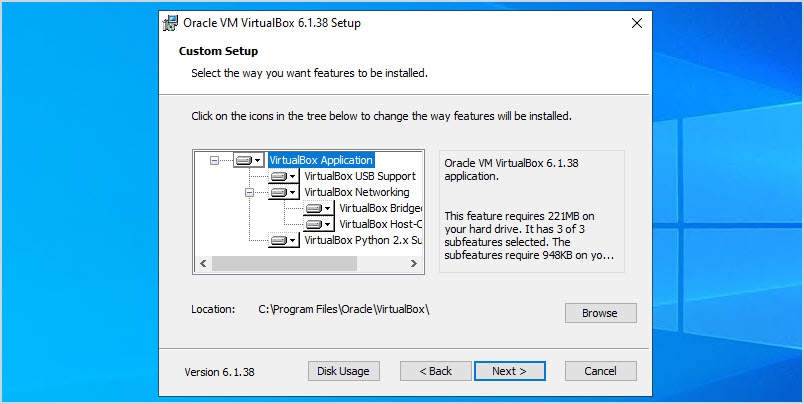 Oracle VM VirtualBox 6.1.38 Setup
Custom Setup
Select the way you want features to be installed.
Click on the icons in the tree below to change the way features will be installed.
VirtualBox Application
VirtualBox USB Support
VirtualBox Networking
VirtualBox Bridge
VirtualBox Host-C
VirtualBox Python 2.x Su
Oracle VM VirtualBox 6.1.38
application.
This feature requires 221MB on
your hard drive. It has 3 of 3
subfeatures selected. The
subfeatures require 948KB on yo...
Location: C:\Program Files\Oracle\VirtualBox\
Browse
Version 6.1.38
Disk Usage
< Back
Next >
Cancel